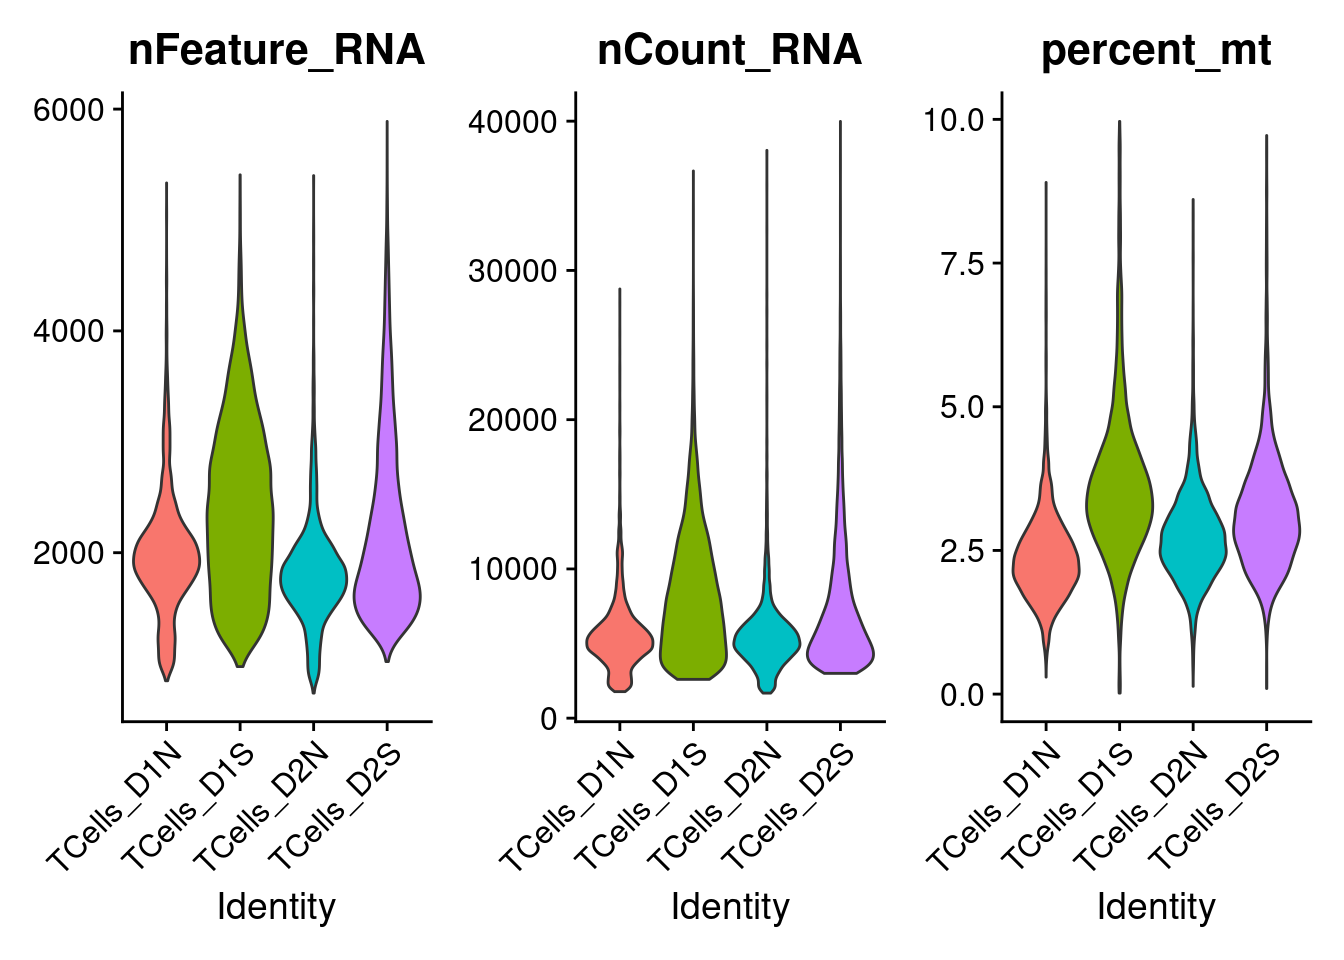 nFeature_RNA
6000
4000
2000
TCells_D1N
TCells_D1S
TCells_D2N
TCells_D2S
Identity
nCount_RNA
40000
30000
20000
10000
0
TCells_D1N
TCells_D1S
TCells_D2N
TCells_D2S
Identity
percent_mt
10.0
7.5
5.0
2.5
0.0
TCells_D1N
TCells_D1S
TCells_D2N
TCells_D2S
Identity